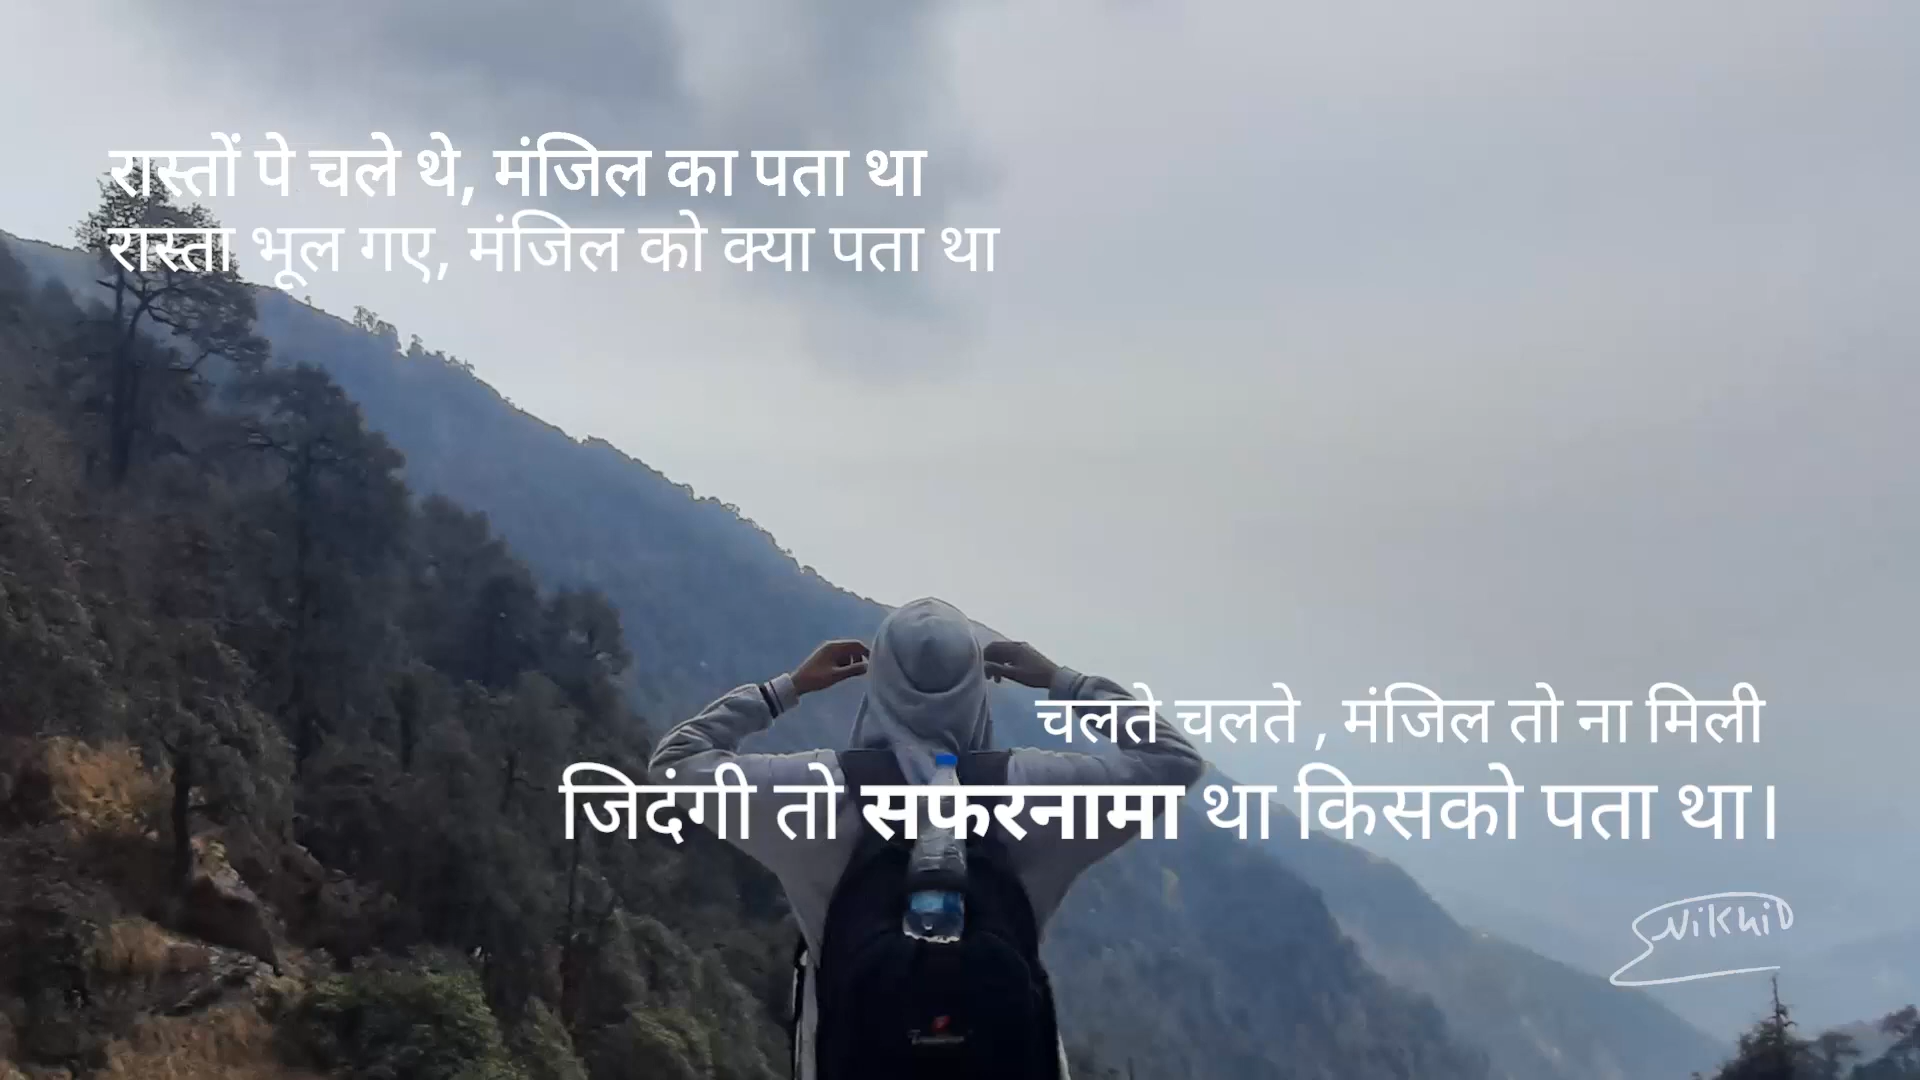 रास्तों पे चले थे, मंजिल का पता था
रास्ता भूल गए, मंजिल को क्या पता था
चलते चलते , मंजिल तो ना मिली
जिदंगी तो सफरनामा था किसको पता था।
Nikhil